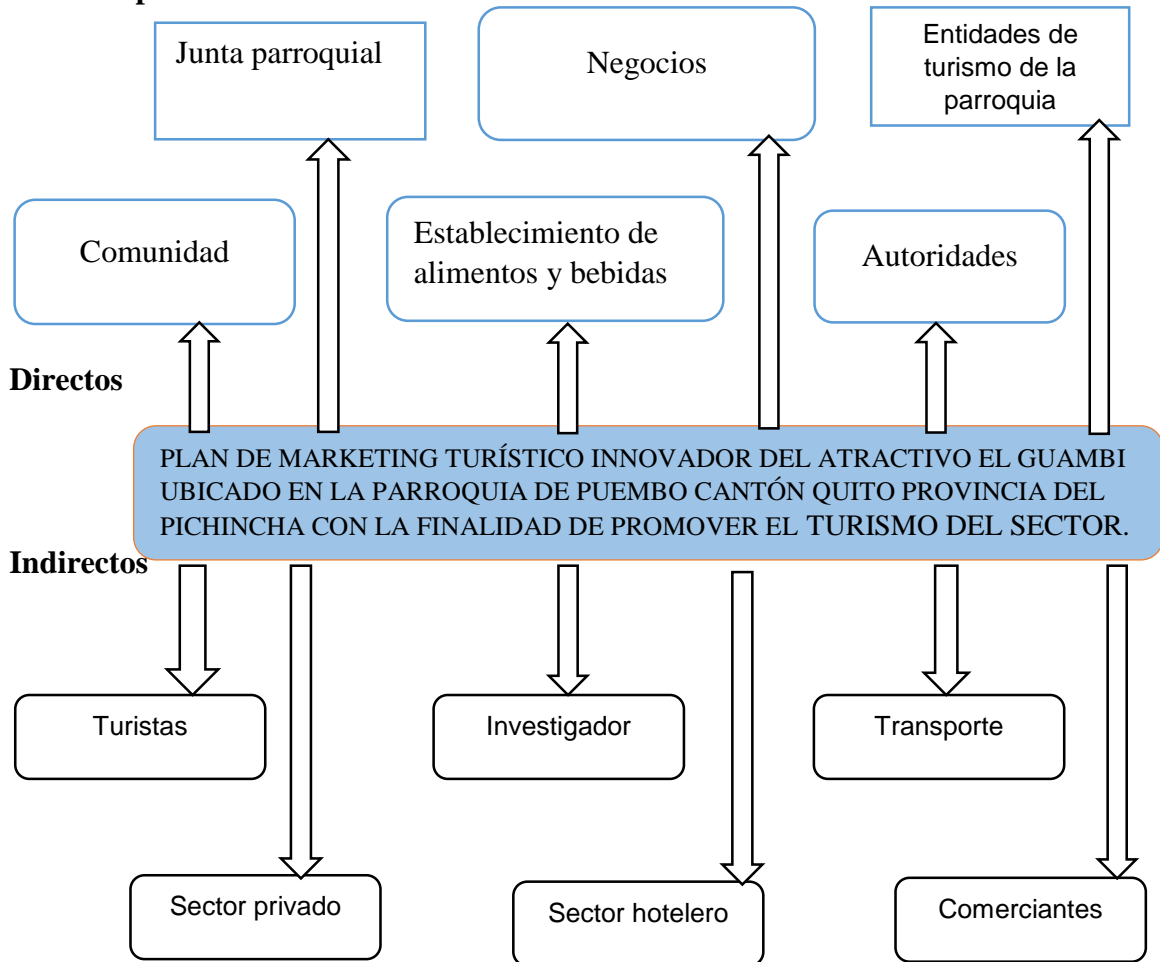 Junta parroquial
Negocios
Entidades de
turismo de la
parroquia
Comunidad
Establecimiento de
alimentos y bebidas
Autoridades
Directos
PLAN DE MARKETING TURÍSTICO INNOVADOR DEL ATRACTIVO EL GUAMBI
UBICADO EN LA PARROQUIA DE PUEMBO CANTÓN QUITO PROVINCIA DEL
PICHINCHA CON LA FINALIDAD DE PROMOVER EL TURISMO DEL SECTOR.
Indirectos
Turistas
Investigador
Transporte
Sector privado
Sector hotelero
Comerciantes